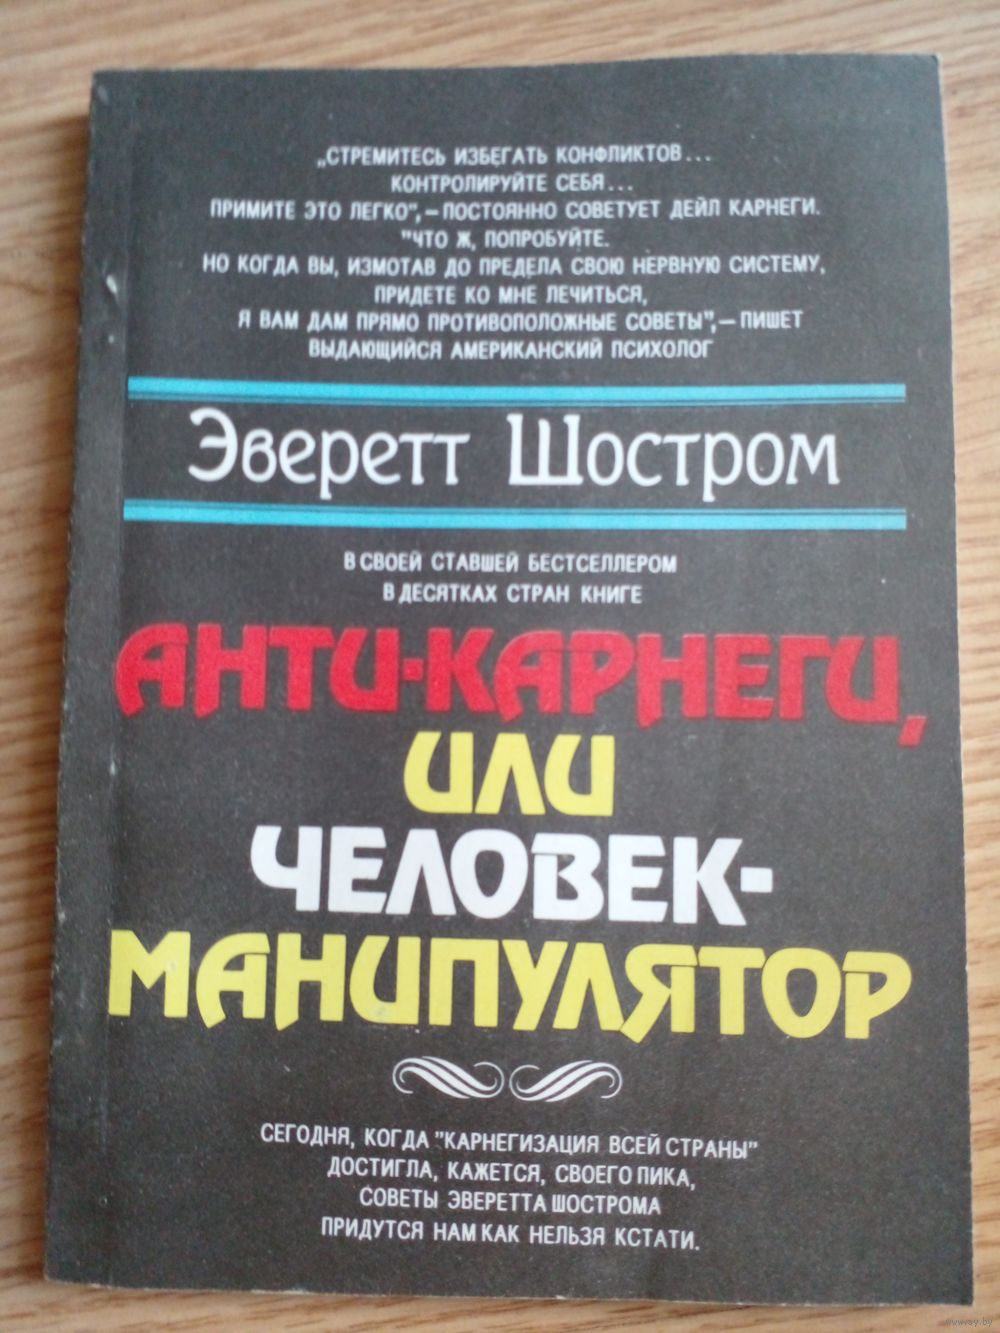 „СТРЕМИТЕСЬ ИЗБЕГАТЬ КОНФЛИКТОВ...
КОНТРОЛИРУЙТЕ СЕБЯ...
ПРИМИТЕ ЭТО ЛЕГКО”,—ПОСТОЯННО СОВЕТУЕТ ДЕЙЛ КАРНЕГИ.
"ЧТО Ж, ПОПРОБУЙТЕ.
НО КОГДА ВЫ, ИЗМОТАВ ДО ПРЕДЕЛА СВОЮ НЕРВНУЮ СИСТЕМУ,
ПРИДЕТЕ КО МНЕ ЛЕЧИТЬСЯ,
Я ВАМ ДАМ ПРЯМО ПРОТИВОПОЛОЖНЫЕ СОВЕТЫ",—ПИШЕТ
ВЫДАЮЩИЙСЯ АМЕРИКАНСКИЙ ПСИХОЛОГ
Эверетт Шостром
В СВОЕЙ СТАВШЕЙ БЕСТСЕЛЛЕРОМ
В ДЕСЯТКАХ СТРАН КНИГЕ
АНТИ-КАРНЕГИ,
ИЛИ
ЧЕЛОВЕК-
МАНИПУЛЯТОР
СЕГОДНЯ, КОГДА "КАРНЕГИЗАЦИЯ ВСЕЙ СТРАНЫ"
ДОСТИГЛА, КАЖЕТСЯ, СВОЕГО ПИКА,
СОВЕТЫ ЭВЕРЕТТА ШОСТРОМА
ПРИДУТСЯ НАМ КАК НЕЛЬЗЯ КСТАТИ.